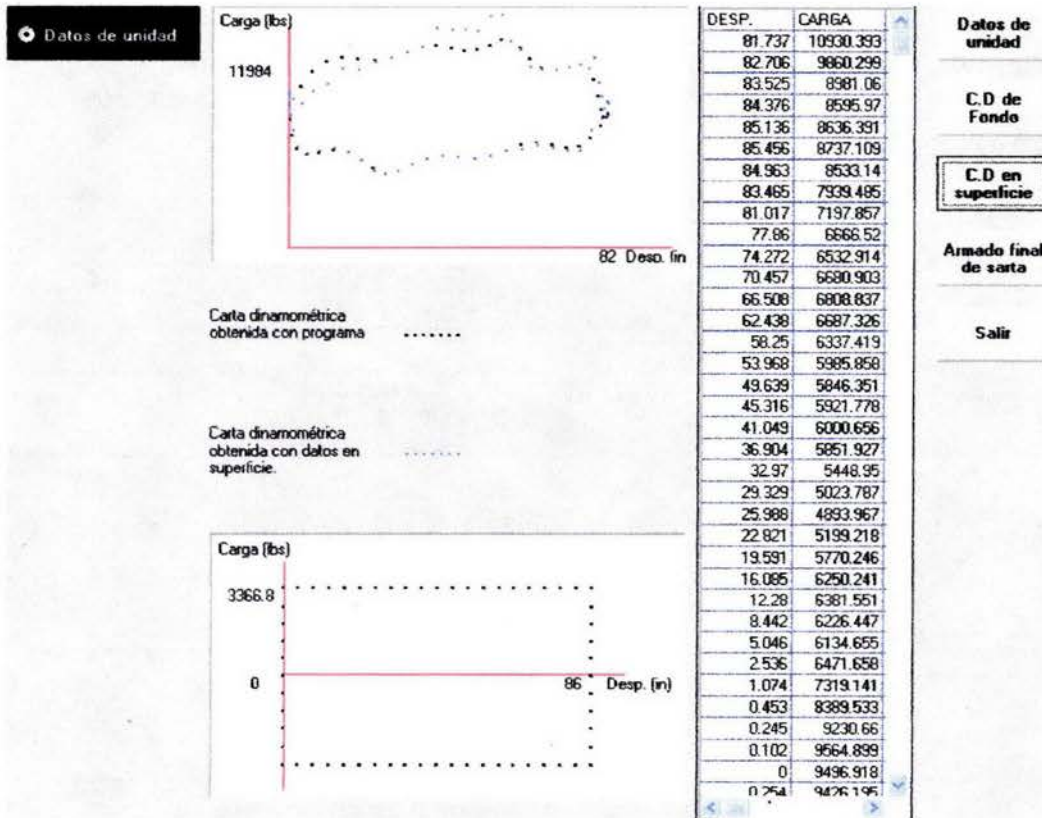 Datos de unidad
Carga (lbs)
11984
82 Desp. (in
Carta dinamométrica
obtenida con programa
Carta dinamométrica
obtenida con datos en
superficie.
Carga (lbs)
3366.8
0
86 Desp. (in)
DESP. CARGA
81.737 10930.393
82.706 9860.299
83.525 8981.06
84.376 8595.97
85.136 8636.391
85.456 8737.109
84.963 8533.14
83.465 7939.485
81.017 7197.857
77.86 6666.52
74.272 6532.914
70.457 6680.903
66.508 6808.837
62.438 6687.326
58.25 6337.419
53.968 5985.858
49.639 5846.351
45.316 5921.778
41.049 6000.656
36.904 5851.927
32.97 5448.95
29.329 5023.787
25.988 4893.967
22.821 5199.218
19.591 5770.246
16.085 6250.241
12.28 6381.551
8.442 6226.447
5.046 6134.655
2.536 6471.658
1.074 7319.141
0.453 8389.533
0.245 9230.66
0.102 9564.899
0 9496.918
0.254 9426.195
Datos de
unidad
C.D de
Fondo
C.D en
superficie
Armado final
de sarta
Salir